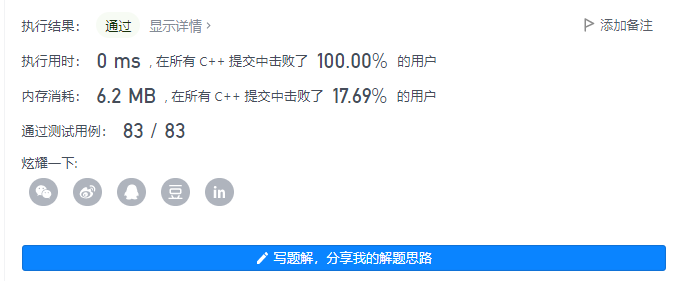 执行结果： 通过 显示详情 › 添加备注
执行用时： 0 ms , 在所有 C++ 提交中击败了 100.00% 的用户
内存消耗： 6.2 MB , 在所有 C++ 提交中击败了 17.69% 的用户
通过测试用例： 83 / 83
炫耀一下:
豆 in
写题解，分享我的解题思路